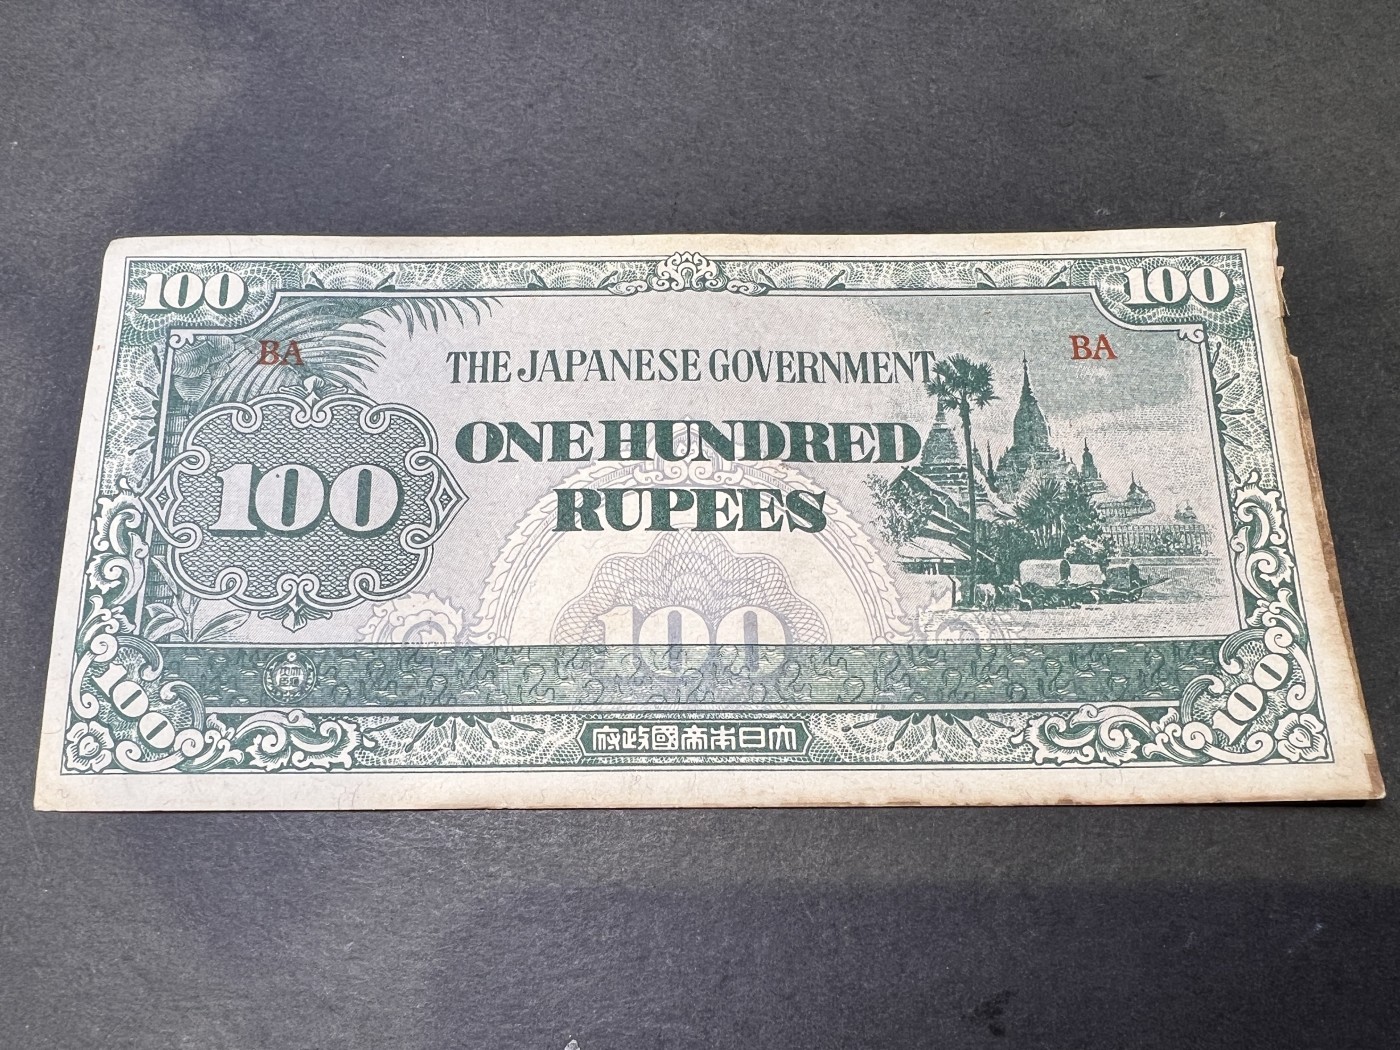 100 100
BA BA
THE JAPANESE GOVERNMENT
ONE HUNDRED
100
RUPEES
100
100 100
府政國帝本日大